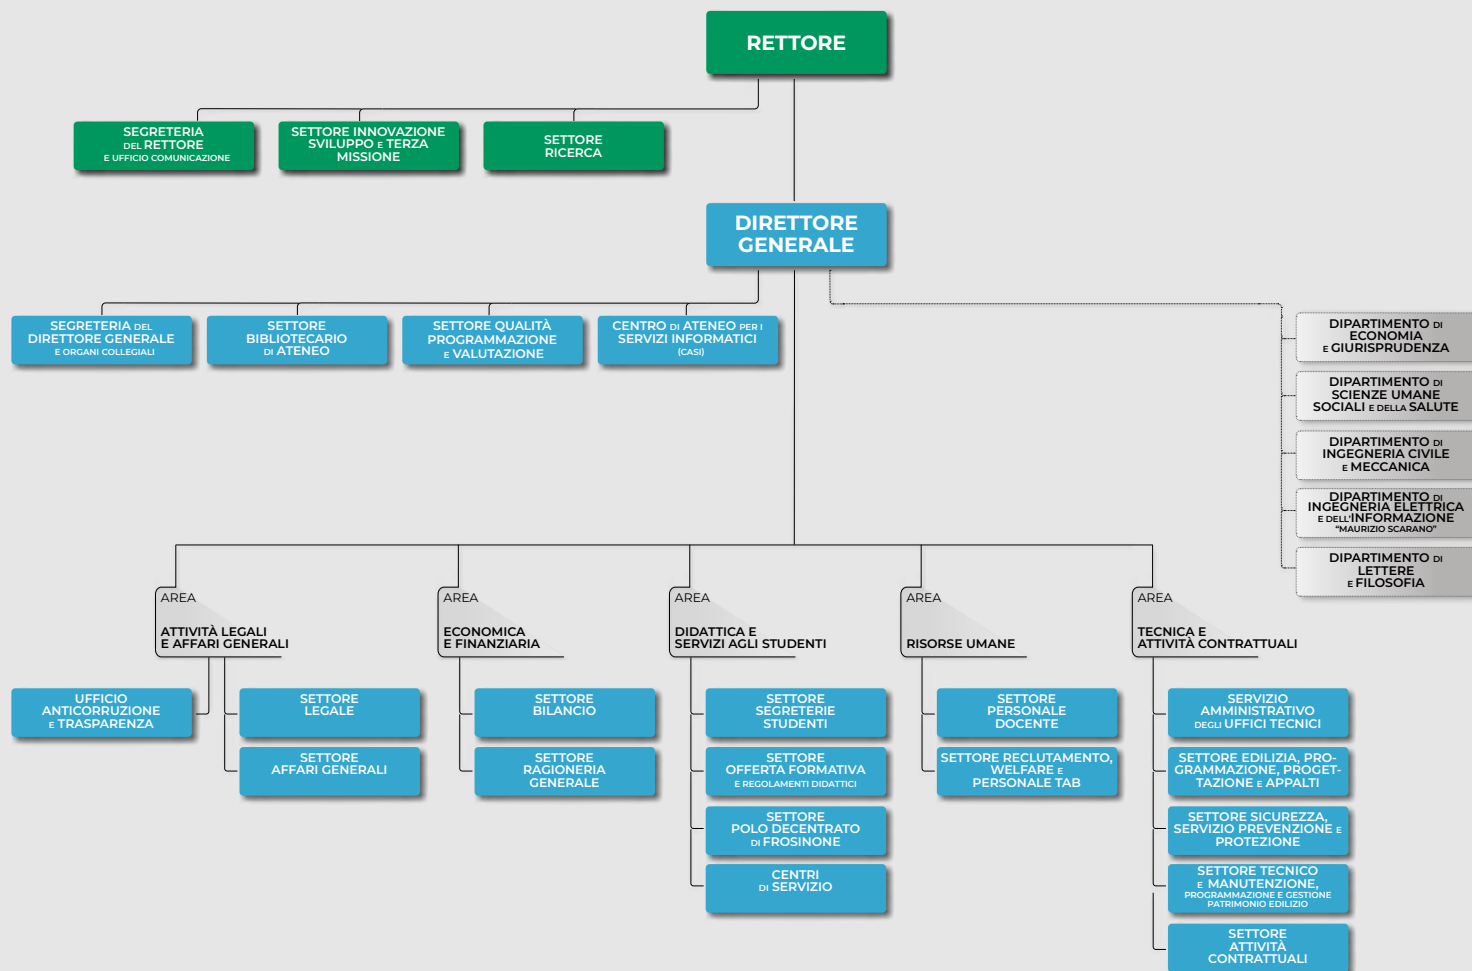 RETTORE
SEGRETERIA
DEL RETTORE
E UFFICIO COMUNICAZIONE
SETTORE INNOVAZIONE
SVILUPPO E TERZA
MISSIONE
SETTORE
RICERCA
DIRETTORE
GENERALE
SEGRETERIA DEL
DIRETTORE GENERALE
E ORGANI COLLEGIALI
SETTORE
BIBLIOTECARIO
DI ATENEO
SETTORE QUALITÀ
PROGRAMMAZIONE
E VALUTAZIONE
CENTRO DI ATENEO PER I
SERVIZI INFORMATICI
(CASI)
DIPARTIMENTO DI
ECONOMIA
E GIURISPRUDENZA
DIPARTIMENTO DI
SCIENZE UMANE
SOCIALI E DELLA SALUTE
DIPARTIMENTO DI
INGEGNERIA CIVILE
E MECCANICA
DIPARTIMENTO DI
INGEGNERIA ELETTRICA
E DELL'INFORMAZIONE
"MAURIZIO SCARANO"
DIPARTIMENTO DI
LETTERE
E FILOSOFIA
AREA
ATTIVITÀ LEGALI
E AFFARI GENERALI
AREA
ECONOMICA
E FINANZIARIA
AREA
DIDATTICA E
SERVIZI AGLI STUDENTI
AREA
RISORSE UMANE
AREA
TECNICA E
ATTIVITÀ CONTRATTUALI
UFFICIO
ANTICORRUZIONE
E TRASPARENZA
SETTORE
LEGALE
SETTORE
AFFARI GENERALI
SETTORE
BILANCIO
SETTORE
RAGIONERIA
GENERALE
SETTORE
SEGRETERIE
STUDENTI
SETTORE
OFFERTA FORMATIVA
E REGOLAMENTI DIDATTICI
SETTORE
POLO DECENTRATO
DI FROSINONE
CENTRI
DI SERVIZIO
SETTORE
PERSONALE
DOCENTE
SETTORE RECLUTAMENTO,
WELFARE E
PERSONALE TAB
SERVIZIO
AMMINISTRATIVO
DEGLI UFFICI TECNICI
SETTORE EDILIZIA, PRO-
GRAMMAZIONE, PROGET-
TAZIONE E APPALTI
SETTORE SICUREZZA,
SERVIZIO PREVENZIONE E
PROTEZIONE
SETTORE TECNICO
E MANUTENZIONE,
PROGRAMMAZIONE E GESTIONE
PATRIMONIO EDILIZIO
SETTORE
ATTIVITÀ
CONTRATTUALI